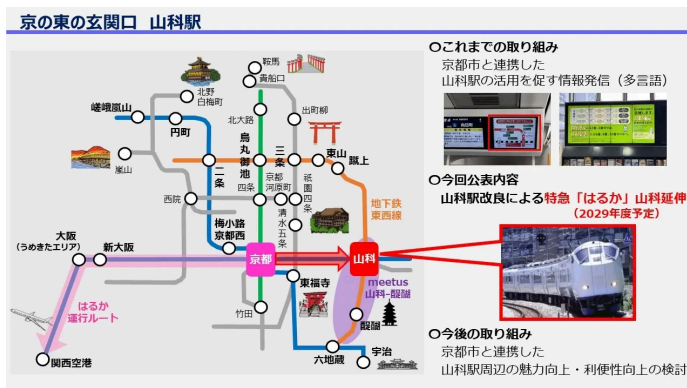 京の東の玄関口 山科駅
鞍馬
貴船口
北野
白梅町
嵯峨嵐山
円町
北大路
出町柳
嵐山
二条
烏丸御池
三条
東山
蹴上
西院
四条
京都
河原町
祇園四条
清水五条
地下鉄
東西線
梅小路
京都西
大阪
(うめきたエリア)
新大阪
京都
山科
はるか
運行ルート
関西空港
竹田
東福寺
meetus
山科-醍醐
醍醐
六地蔵
宇治
〇これまでの取り組み
京都市と連携した
山科駅の活用を促す情報発信(多言語)
〇今回公表内容
山科駅改良による特急「はるか」山科延伸
(2029年度予定)
〇今後の取り組み
京都市と連携した
山科駅周辺の魅力向上・利便性向上の検討